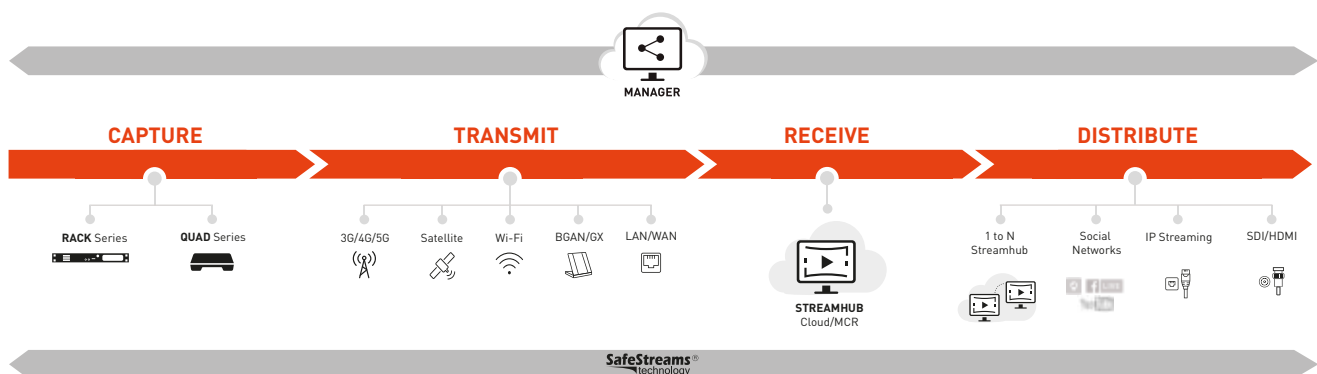 MANAGER
CAPTURE
TRANSMIT
RECEIVE
DISTRIBUTE
RACK Series
QUAD Series
3G/4G/5G
Satellite
Wi-Fi
BGAN/GX
LAN/WAN
STREAMHUB
Cloud/MCR
1 to N
Streamhub
Social
Networks
IP Streaming
SDI/HDMI
SafeStreams®
technology